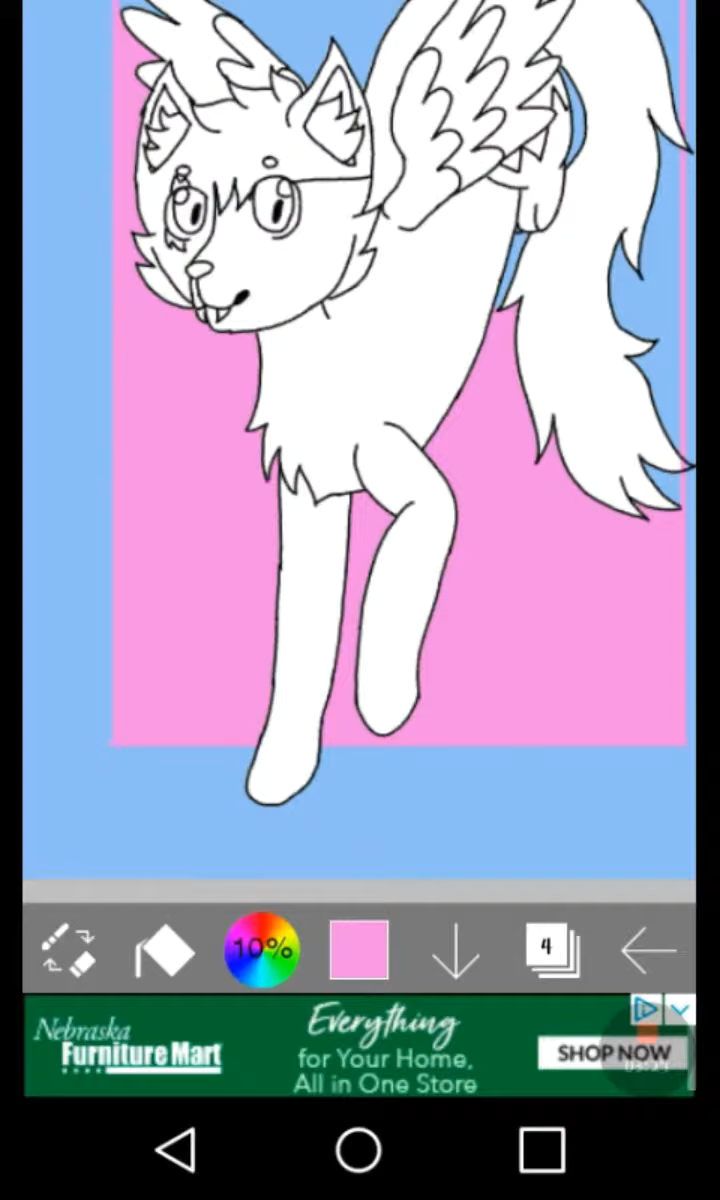 10%
4
Nebraska
Furniture Mart
Everything
for Your Home,
All in One Store
SHOP NOW